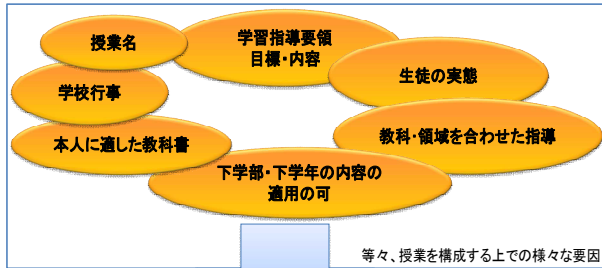 授業名
学習指導要領
目標・内容
生徒の実態
学校行事
教科・領域を合わせた指導
本人に適した教科書
下学部・下学年の内容の
適用の可
等々、授業を構成する上での様々な要因